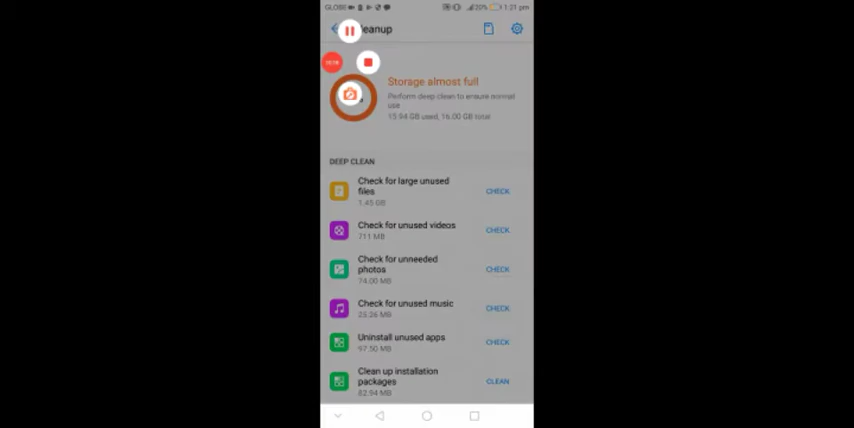 GLOBE
20%
1:21 pm
eanup
Storage almost full
Perform deep clean to ensure normal
use
15.94 GB used, 16.00 GB total
DEEP CLEAN
Check for large unused
files
1.45 GB
CHECK
Check for unused videos
711 MB
CHECK
Check for unneeded
photos
74.00 MB
CHECK
Check for unused music
25.26 MB
CHECK
Uninstall unused apps
97.50 MB
CHECK
Clean up installation
packages
82.94 MB
CLEAN